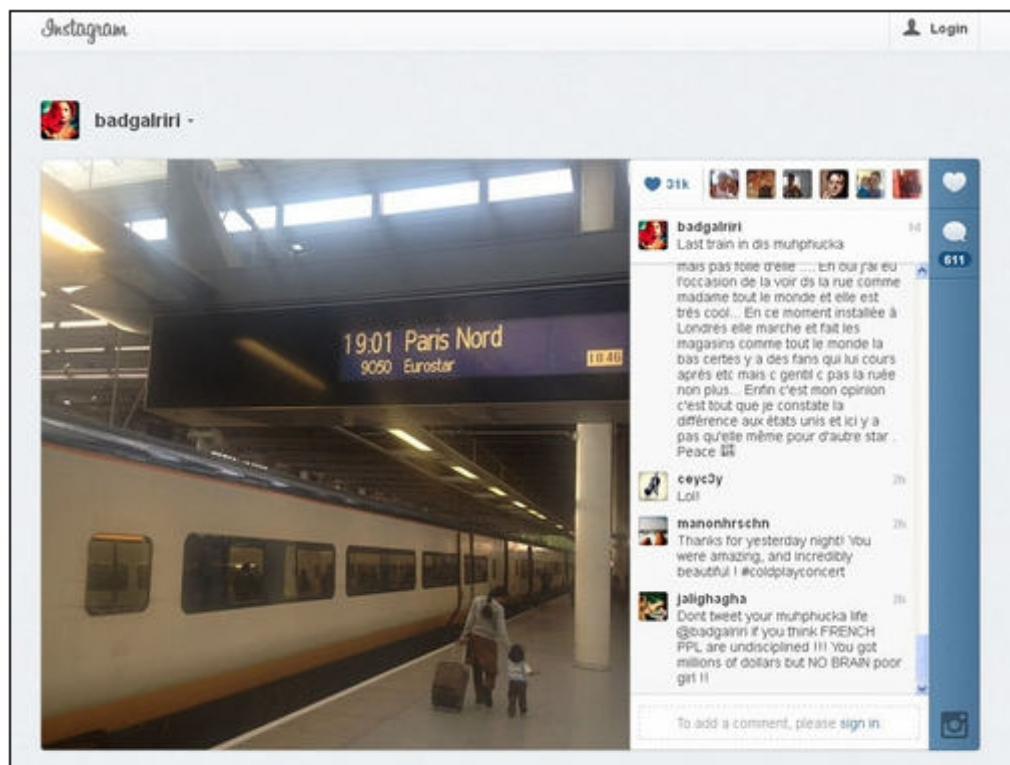 Instagram
Login
badgalriri
19:01 Paris Nord
9050 Eurostar
18 46
31k
badgalriri
1d
Last train in dis muhphucka
611
mais pas folle d'elle .... En oui j'ai eu
l'occasion de la voir ds la rue comme
madame tout le monde et elle est
très cool... En ce moment installée à
Londres elle marche et fait les
magasins comme tout le monde la
bas certes y a des fans qui lui cours
après etc mais c gentil c pas la ruée
non plus... Enfin c'est mon opinion
c'est tout que je constate la
différence aux états unis et ici y a
pas qu'elle même pour d'autre star .
Peace
ceyc3y
2h
Lol!
manonhrschn
2h
Thanks for yesterday night! You
were amazing, and incredibly
beautiful ! #coldplayconcert
jalighagha
2h
Dont tweet your muhphucka life
@badgalriri if you think FRENCH
PPL are undisciplined !!! You got
millions of dollars but NO BRAIN poor
girl !!
To add a comment, please sign in.